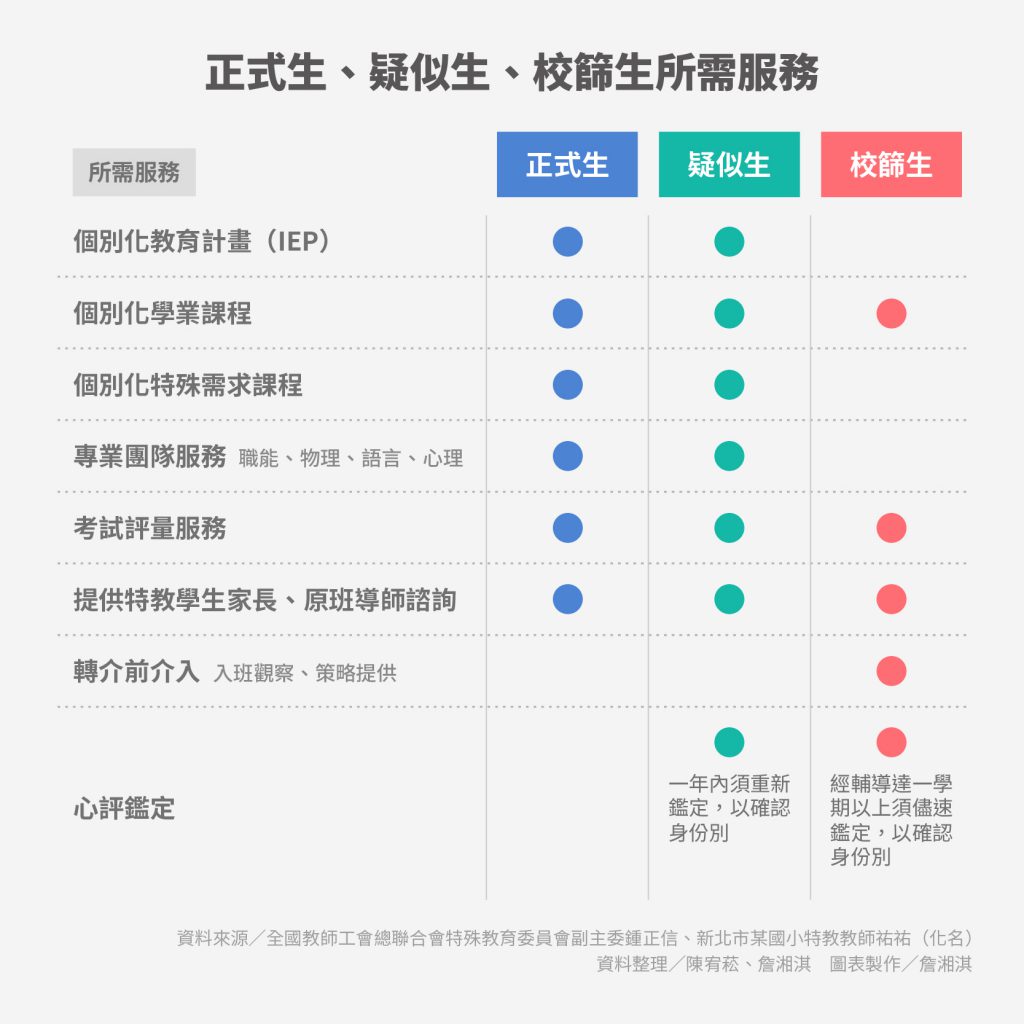 正式生、疑似生、校篩生所需服務
所需服務
正式生
疑似生
校篩生
個別化教育計畫（IEP）
個別化學業課程
個別化特殊需求課程
專業團隊服務 職能、物理、語言、心理
考試評量服務
提供特教學生家長、原班導師諮詢
轉介前介入 入班觀察、策略提供
心評鑑定
一年內須重新
鑑定，以確認
身份別
經輔導達一學
期以上須儘速
鑑定，以確認
身份別
資料來源／全國教師工會總聯合會特殊教育委員會副主委鍾正信、新北市某國小特教教師祐祐（化名）
資料整理／陳宥菘、詹湘淇　圖表製作／詹湘淇